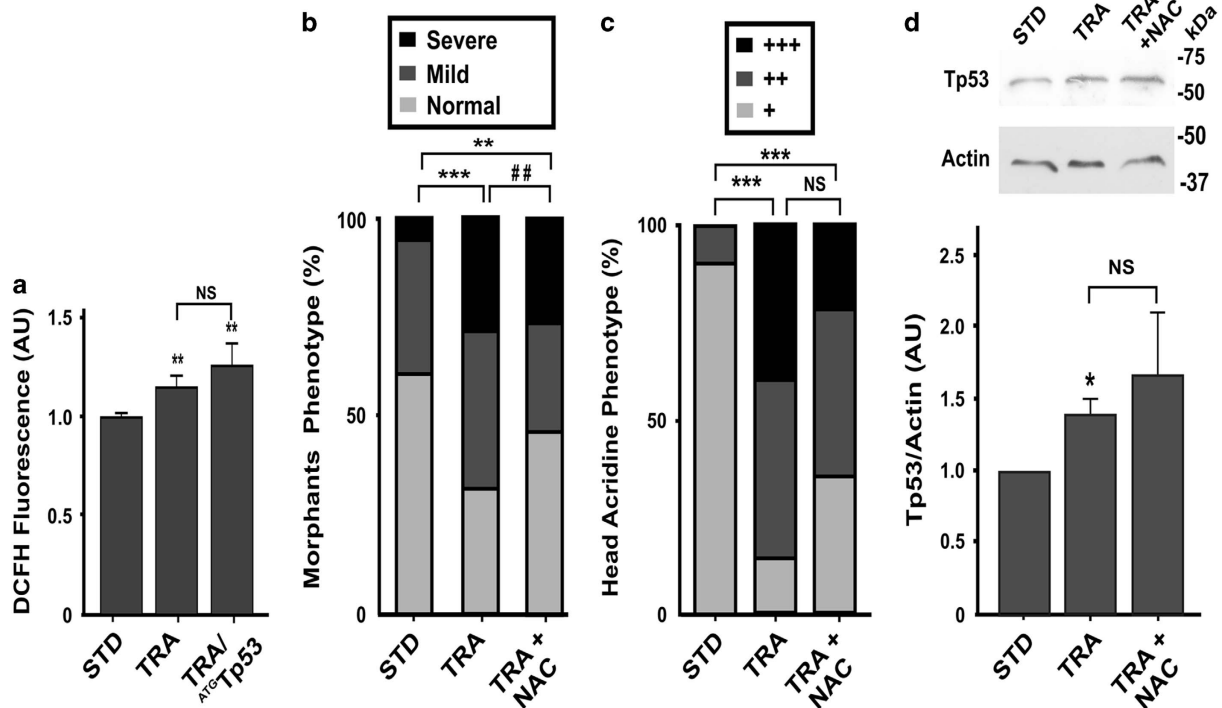 a
DCFH Fluorescence (AU)
1.5
1.0
0.5
0
NS
**
**
STD
TRA
TRA/
ATG Tp53
b
Severe
Mild
Normal
**
***
##
Morphants Phenotype (%)
100
50
0
STD
TRA
TRA +
NAC
c
+++
++
+
***
***
NS
Head Acridine Phenotype (%)
100
50
0
STD
TRA
TRA +
NAC
d
STD
TRA
TRA
+NAC
kDa
Tp53
-75
-50
Actin
-50
-37
Tp53/Actin (AU)
2.5
2.0
1.5
1.0
0.5
0
NS
*
STD
TRA
TRA +
NAC